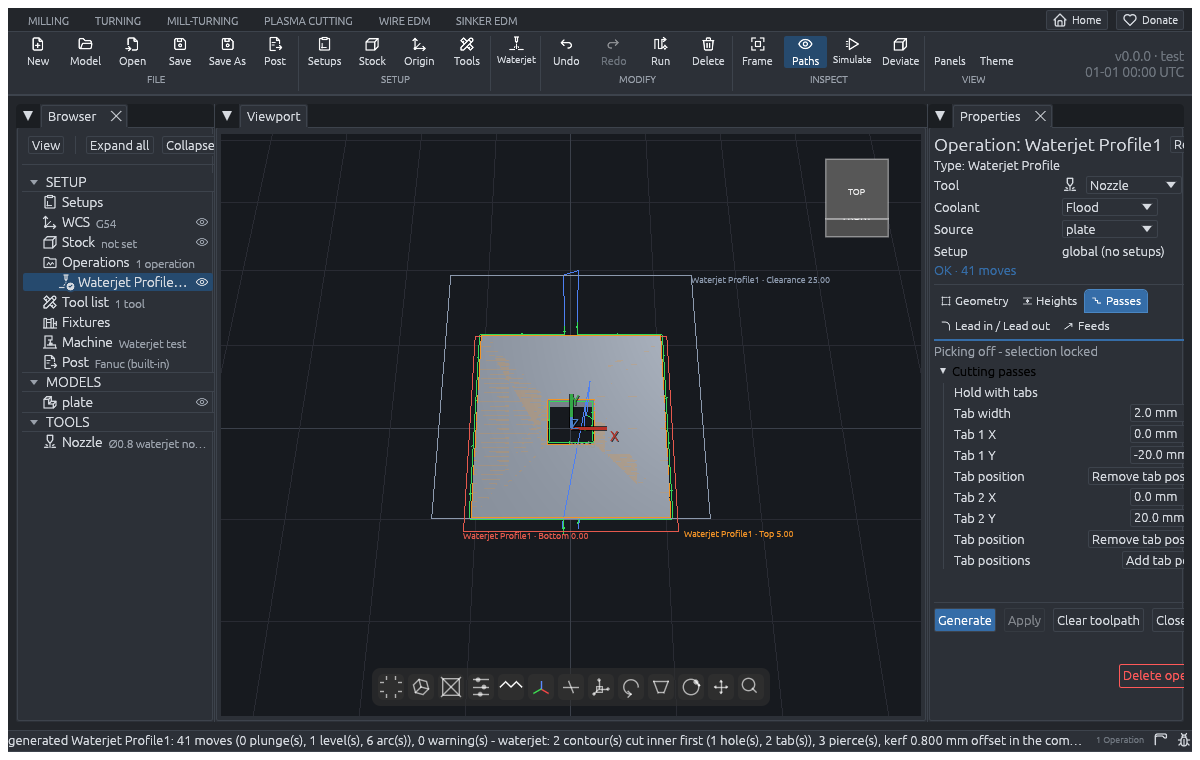 MILLING TURNING MILL-TURNING PLASMA CUTTING WIRE EDM SINKER EDM Home Donate
New Model Open Save Save As Post Setups Stock Origin Tools Waterjet Undo Redo Run Delete Frame Paths Simulate Deviate Panels Theme
FILE SETUP MODIFY INSPECT VIEW
v0.0.0 · test
01-01 00:00 UTC
Browser
View Expand all Collapse
SETUP
Setups
WCS G54
Stock not set
Operations 1 operation
Waterjet Profile...
Tool list 1 tool
Fixtures
Machine Waterjet test
Post Fanuc (built-in)
MODELS
plate
TOOLS
Nozzle Ø0.8 waterjet no...
Viewport
TOP
Waterjet Profile1 · Clearance 25.00
Y
Z
X
Waterjet Profile1 · Bottom 0.00
Waterjet Profile1 · Top 5.00
Properties
Operation: Waterjet Profile1 Re
Type: Waterjet Profile
Tool Nozzle
Coolant Flood
Source plate
Setup global (no setups)
OK · 41 moves
Geometry Heights Passes
Lead in / Lead out Feeds
Picking off - selection locked
Cutting passes
Hold with tabs
Tab width 2.0 mm
Tab 1 X 0.0 mm
Tab 1 Y -20.0 mm
Tab position Remove tab pos
Tab 2 X 0.0 mm
Tab 2 Y 20.0 mm
Tab position Remove tab pos
Tab positions Add tab p
Generate Apply Clear toolpath Close
Delete ope
generated Waterjet Profile1: 41 moves (0 plunge(s), 1 level(s), 6 arc(s)), 0 warning(s) - waterjet: 2 contour(s) cut inner first (1 hole(s), 2 tab(s)), 3 pierce(s), kerf 0.800 mm offset in the com... 1 Operation